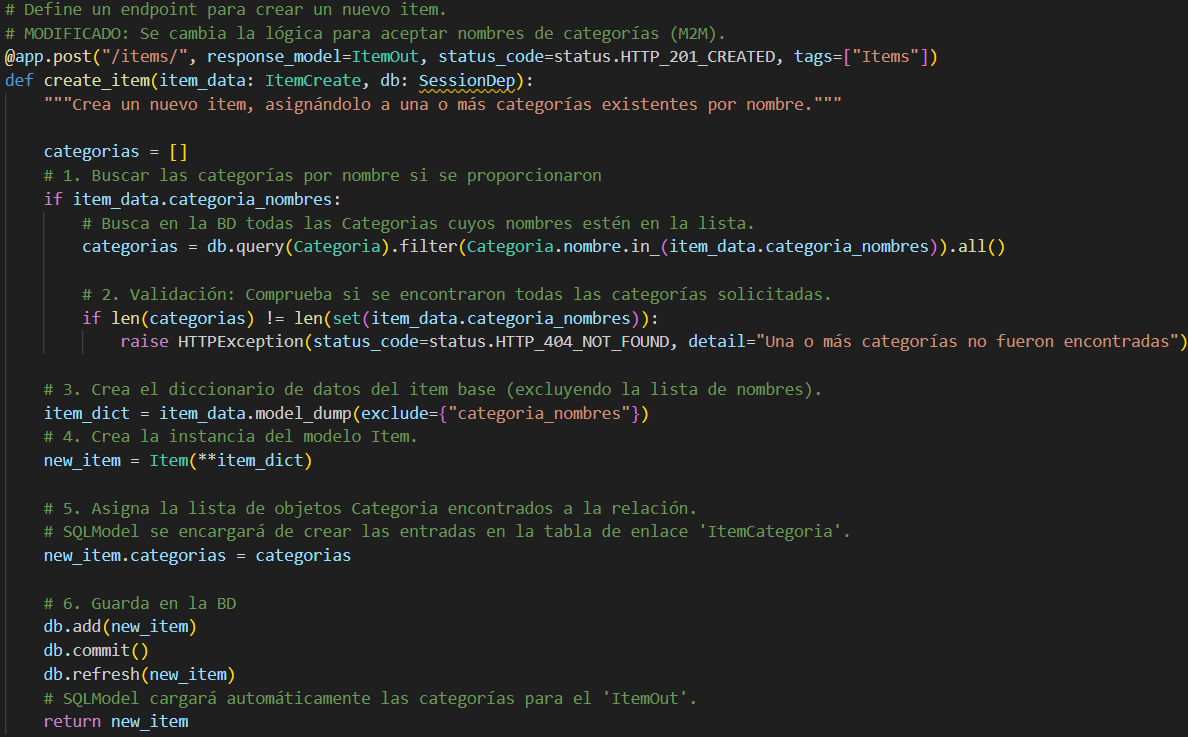 # Define un endpoint para crear un nuevo item.
# MODIFICADO: Se cambia la lógica para aceptar nombres de categorías (M2M).
@app.post("/items/", response_model=ItemOut, status_code=status.HTTP_201_CREATED, tags=["Items"])
def create_item(item_data: ItemCreate, db: SessionDep):
    """Crea un nuevo item, asignándolo a una o más categorías existentes por nombre."""

    categorias = []
    # 1. Buscar las categorías por nombre si se proporcionaron
    if item_data.categoria_nombres:
        # Busca en la BD todas las Categorias cuyos nombres estén en la lista.
        categorias = db.query(Categoria).filter(Categoria.nombre.in_(item_data.categoria_nombres)).all()

        # 2. Validación: Comprueba si se encontraron todas las categorías solicitadas.
        if len(categorias) != len(set(item_data.categoria_nombres)):
            raise HTTPException(status_code=status.HTTP_404_NOT_FOUND, detail="Una o más categorías no fueron encontradas")

    # 3. Crea el diccionario de datos del item base (excluyendo la lista de nombres).
    item_dict = item_data.model_dump(exclude={"categoria_nombres"})
    # 4. Crea la instancia del modelo Item.
    new_item = Item(**item_dict)

    # 5. Asigna la lista de objetos Categoria encontrados a la relación.
    # SQLModel se encargará de crear las entradas en la tabla de enlace 'ItemCategoria'.
    new_item.categorias = categorias

    # 6. Guarda en la BD
    db.add(new_item)
    db.commit()
    db.refresh(new_item)
    # SQLModel cargará automáticamente las categorías para el 'ItemOut'.
    return new_item